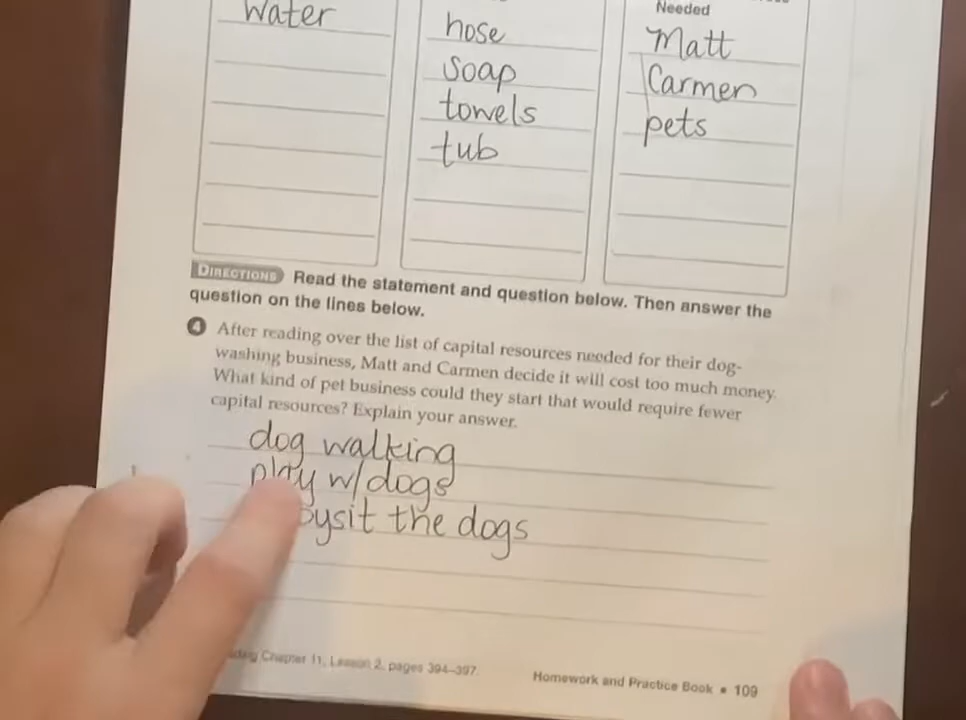 Needed
water
hose
soap
towels
tub
Matt
Carmen
pets
DIRECTIONS Read the statement and question below. Then answer the
question on the lines below.
4 After reading over the list of capital resources needed for their dog-
washing business, Matt and Carmen decide it will cost too much money.
What kind of pet business could they start that would require fewer
capital resources? Explain your answer.
dog walking
play w/dogs
the dogs
Chapter 11, Lesson 2, pages 394–397.
Homework and Practice Book ▪ 109